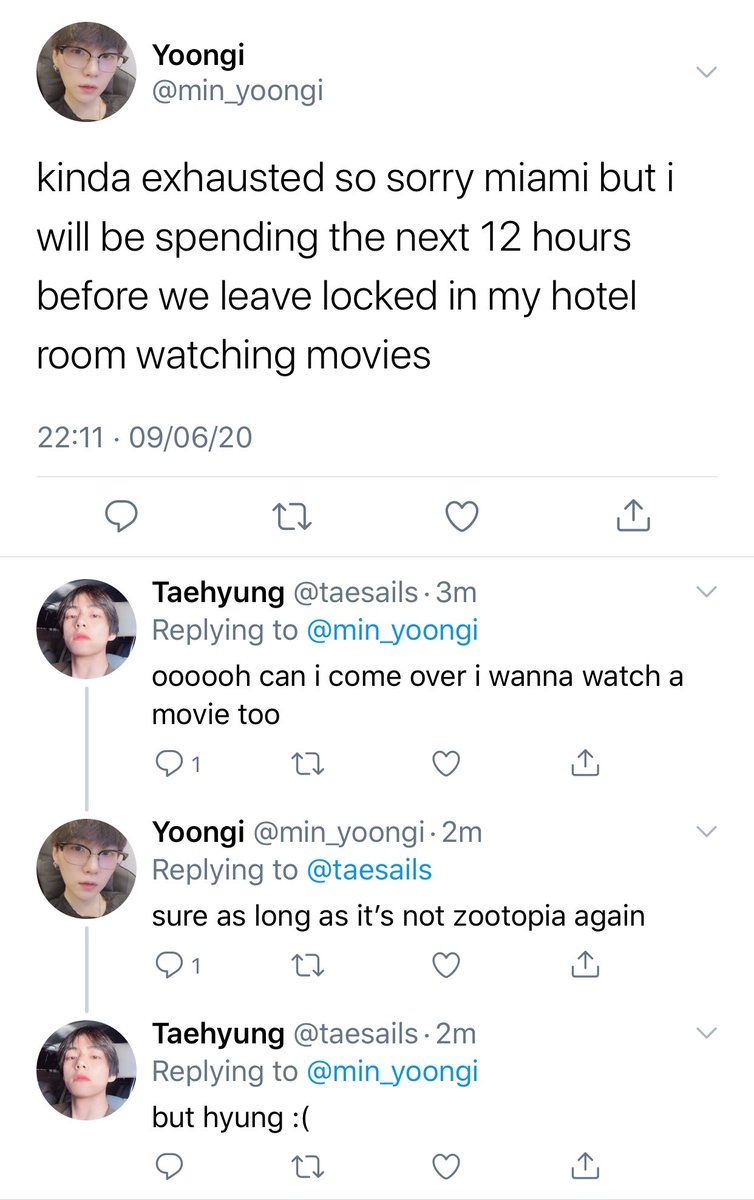 Yoongi
@min_yoongi
kinda exhausted so sorry miami but i
will be spending the next 12 hours
before we leave locked in my hotel
room watching movies
22:11 · 09/06/20
Taehyung @taesails · 3m
Replying to @min_yoongi
oooooh can i come over i wanna watch a
movie too
1
Yoongi @min_yoongi · 2m
Replying to @taesails
sure as long as it’s not zootopia again
1
Taehyung @taesails · 2m
Replying to @min_yoongi
but hyung :(